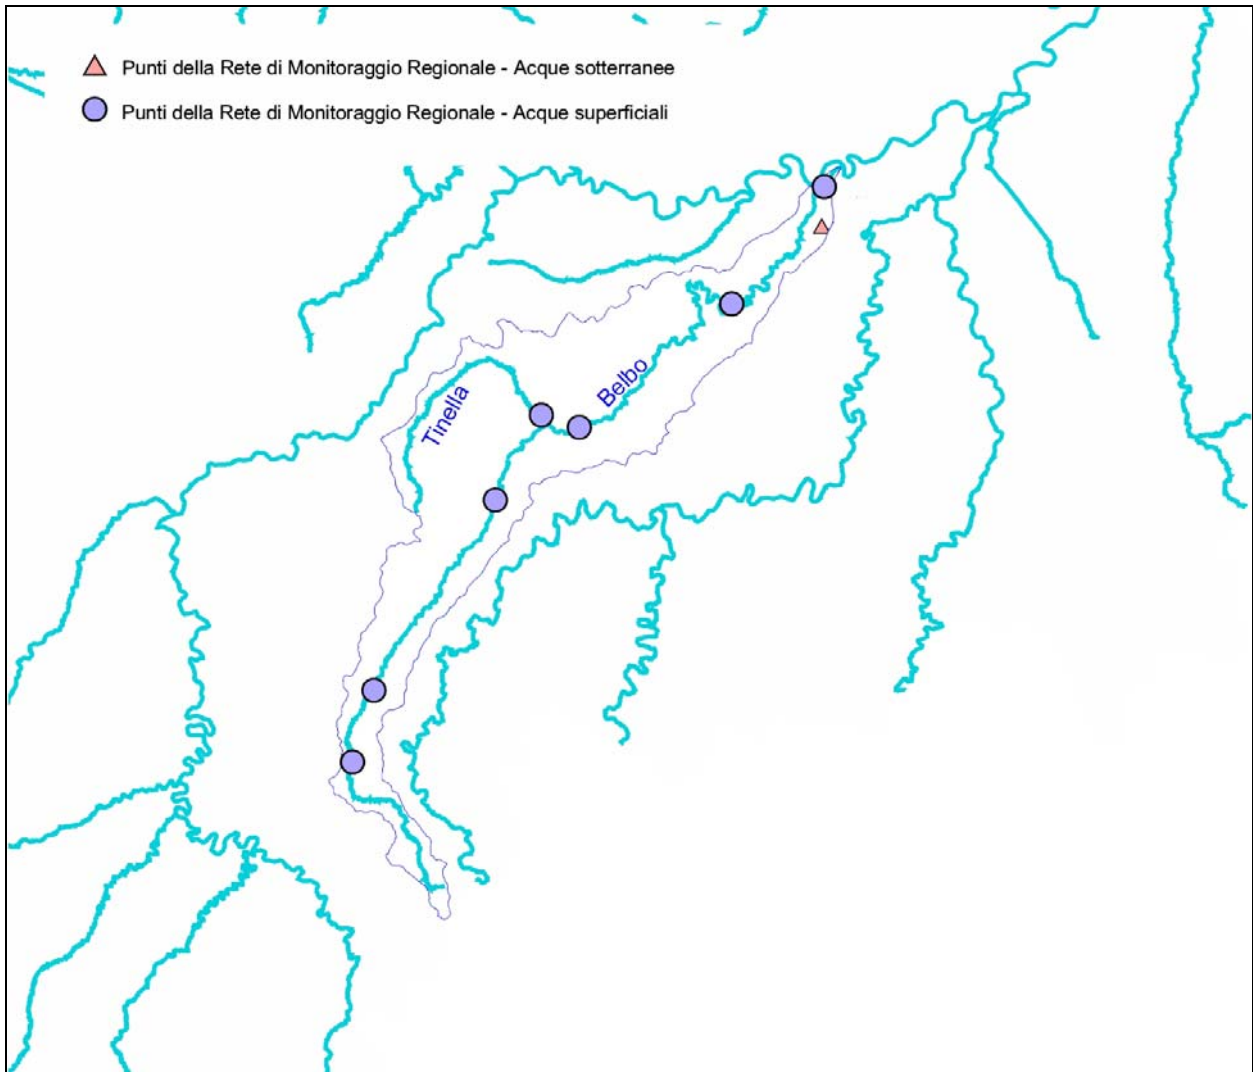 Punti della Rete di Monitoraggio Regionale - Acque sotterranee
Punti della Rete di Monitoraggio Regionale - Acque superficiali
Belbo
Tinella